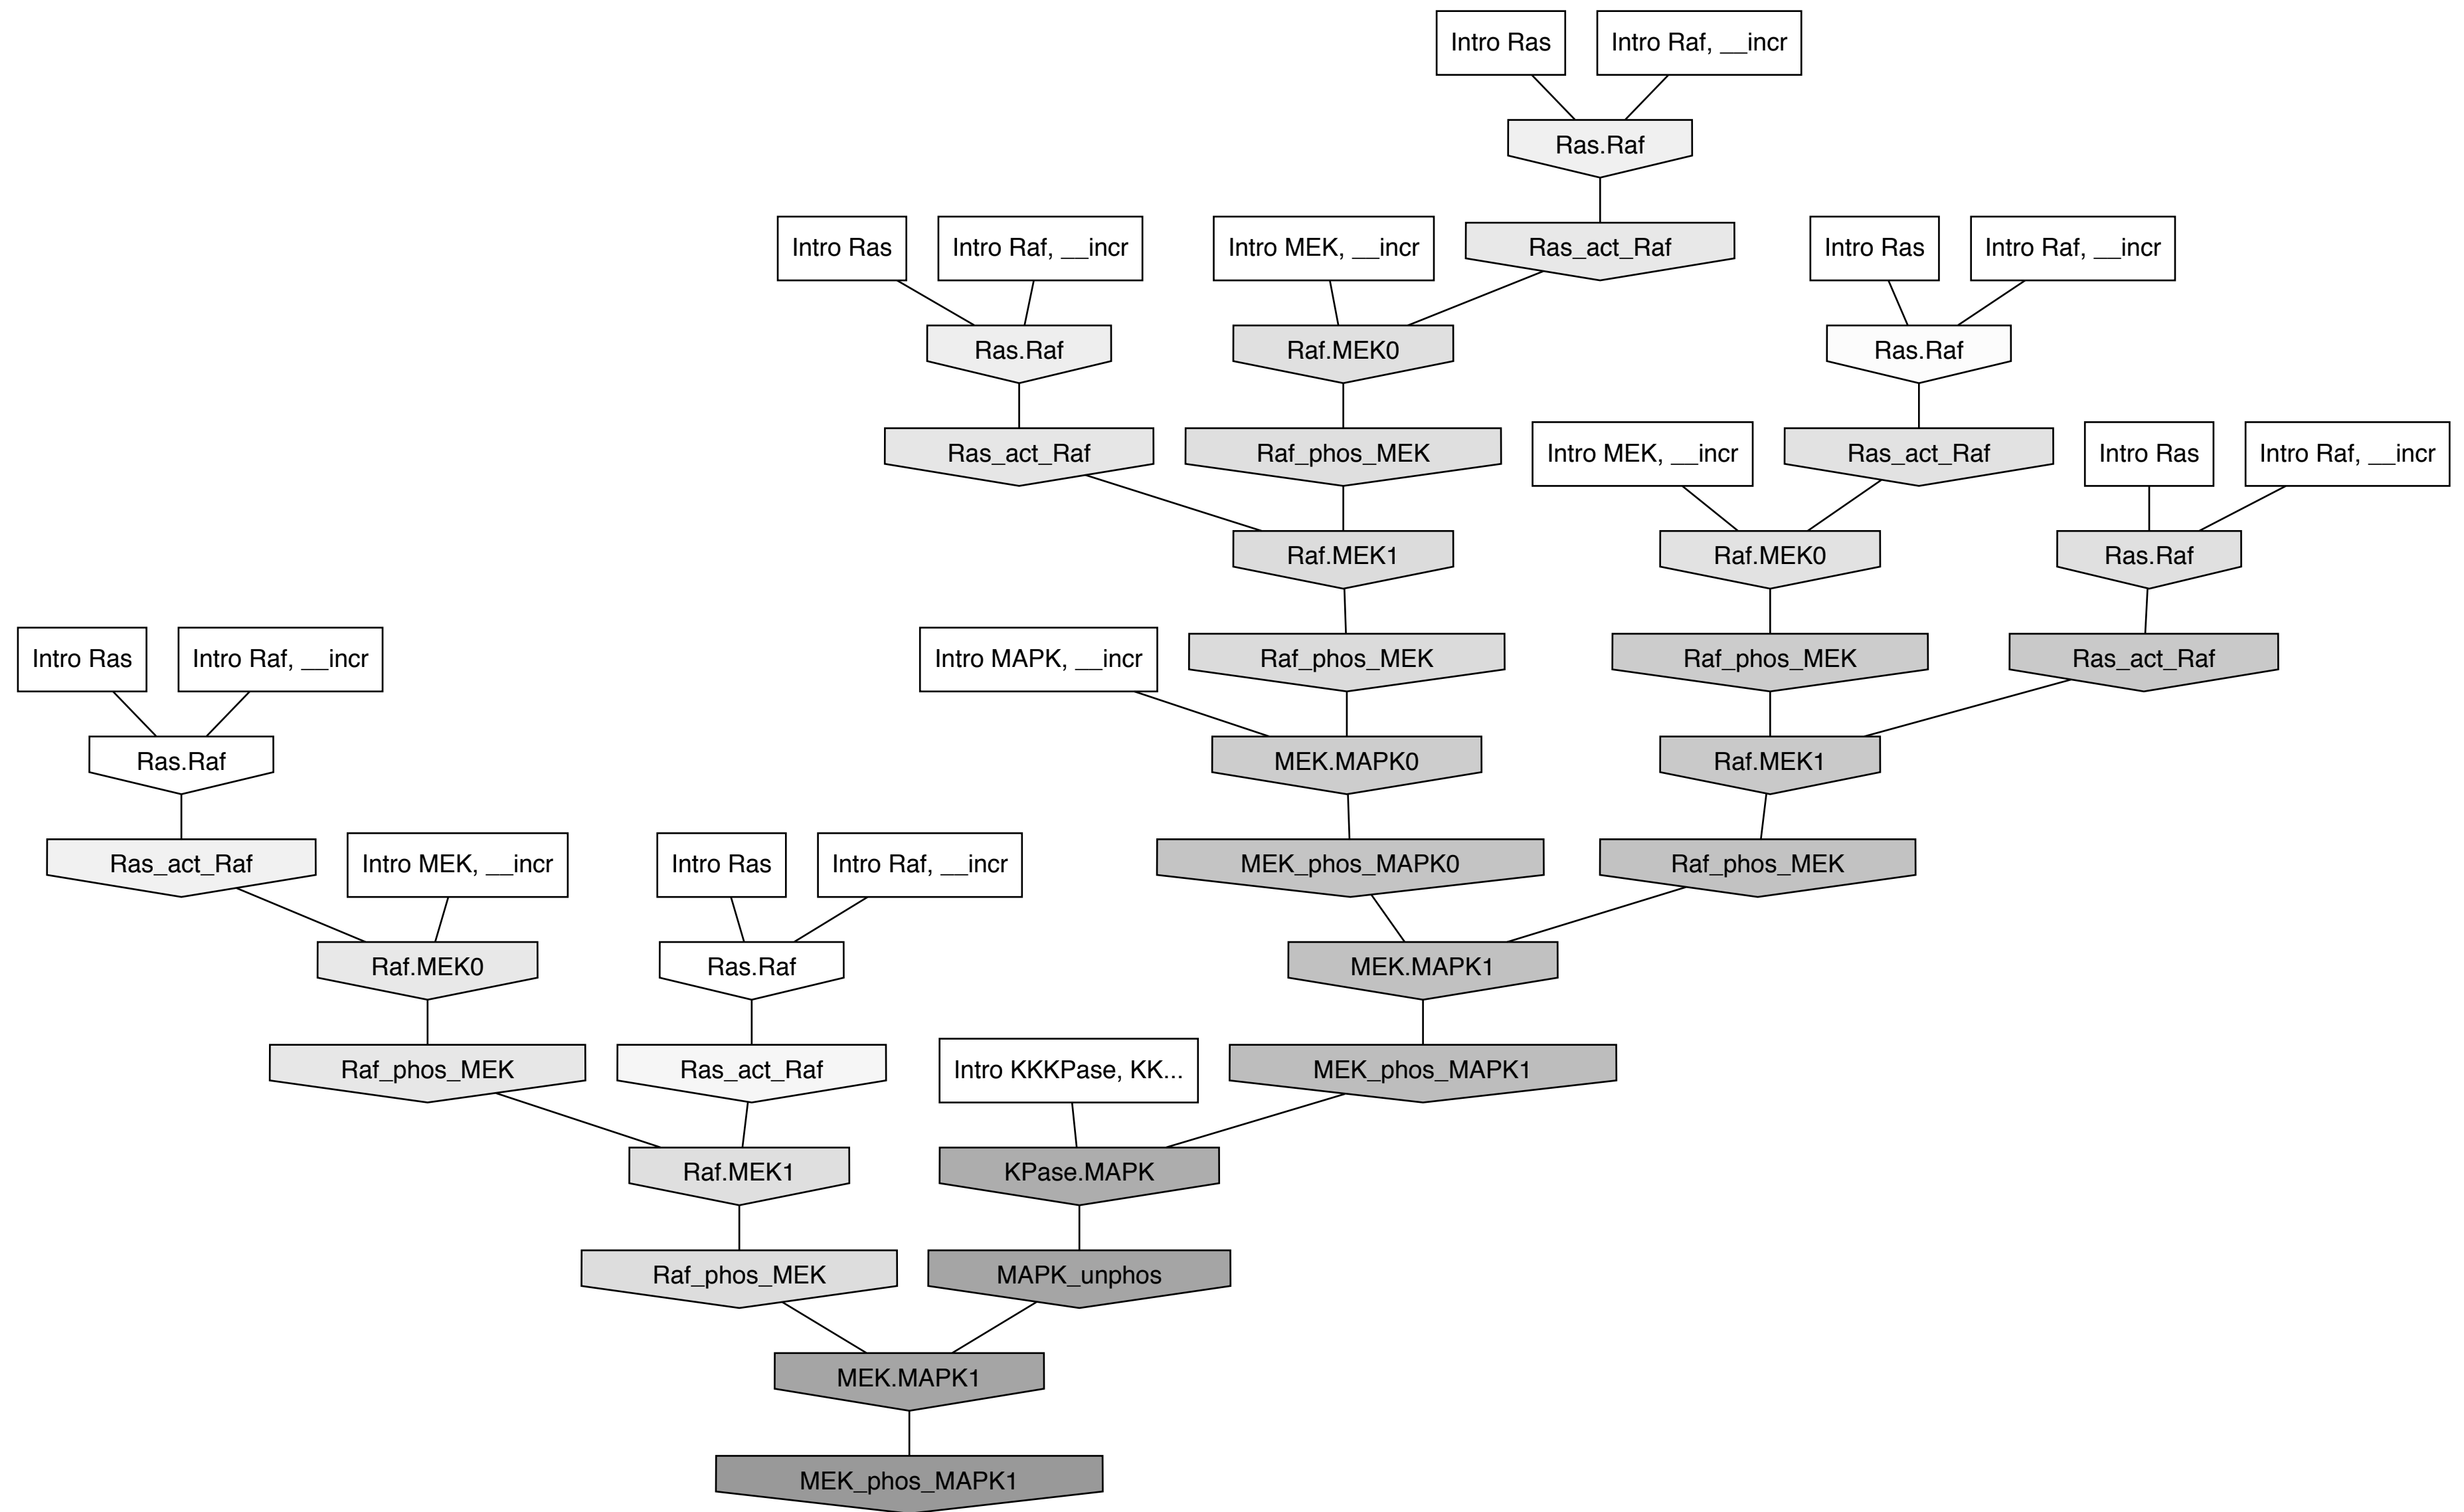 Intro Ras
Intro Raf, __incr
Ras.Raf
Intro Ras
Intro Raf, __incr
Intro MEK, __incr
Ras_act_Raf
Intro Ras
Intro Raf, __incr
Ras.Raf
Raf.MEK0
Ras.Raf
Ras_act_Raf
Raf_phos_MEK
Intro MEK, __incr
Ras_act_Raf
Intro Ras
Intro Raf, __incr
Raf.MEK1
Raf.MEK0
Ras.Raf
Intro Ras
Intro Raf, __incr
Intro MAPK, __incr
Raf_phos_MEK
Raf_phos_MEK
Ras_act_Raf
Ras.Raf
MEK.MAPK0
Raf.MEK1
Ras_act_Raf
Intro MEK, __incr
Intro Ras
Intro Raf, __incr
MEK_phos_MAPK0
Raf_phos_MEK
Raf.MEK0
Ras.Raf
MEK.MAPK1
Raf_phos_MEK
Ras_act_Raf
Intro KKKPase, KK...
MEK_phos_MAPK1
Raf.MEK1
KPase.MAPK
Raf_phos_MEK
MAPK_unphos
MEK.MAPK1
MEK_phos_MAPK1